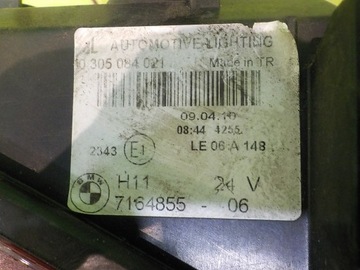 AL AUTOMOTIVE LIGHTING
0 305 084 021 Made in TR
09.04.10
08:44 4255
2343 E1 LE 06 A 148
BMW H11 24 V
7164855 - 06